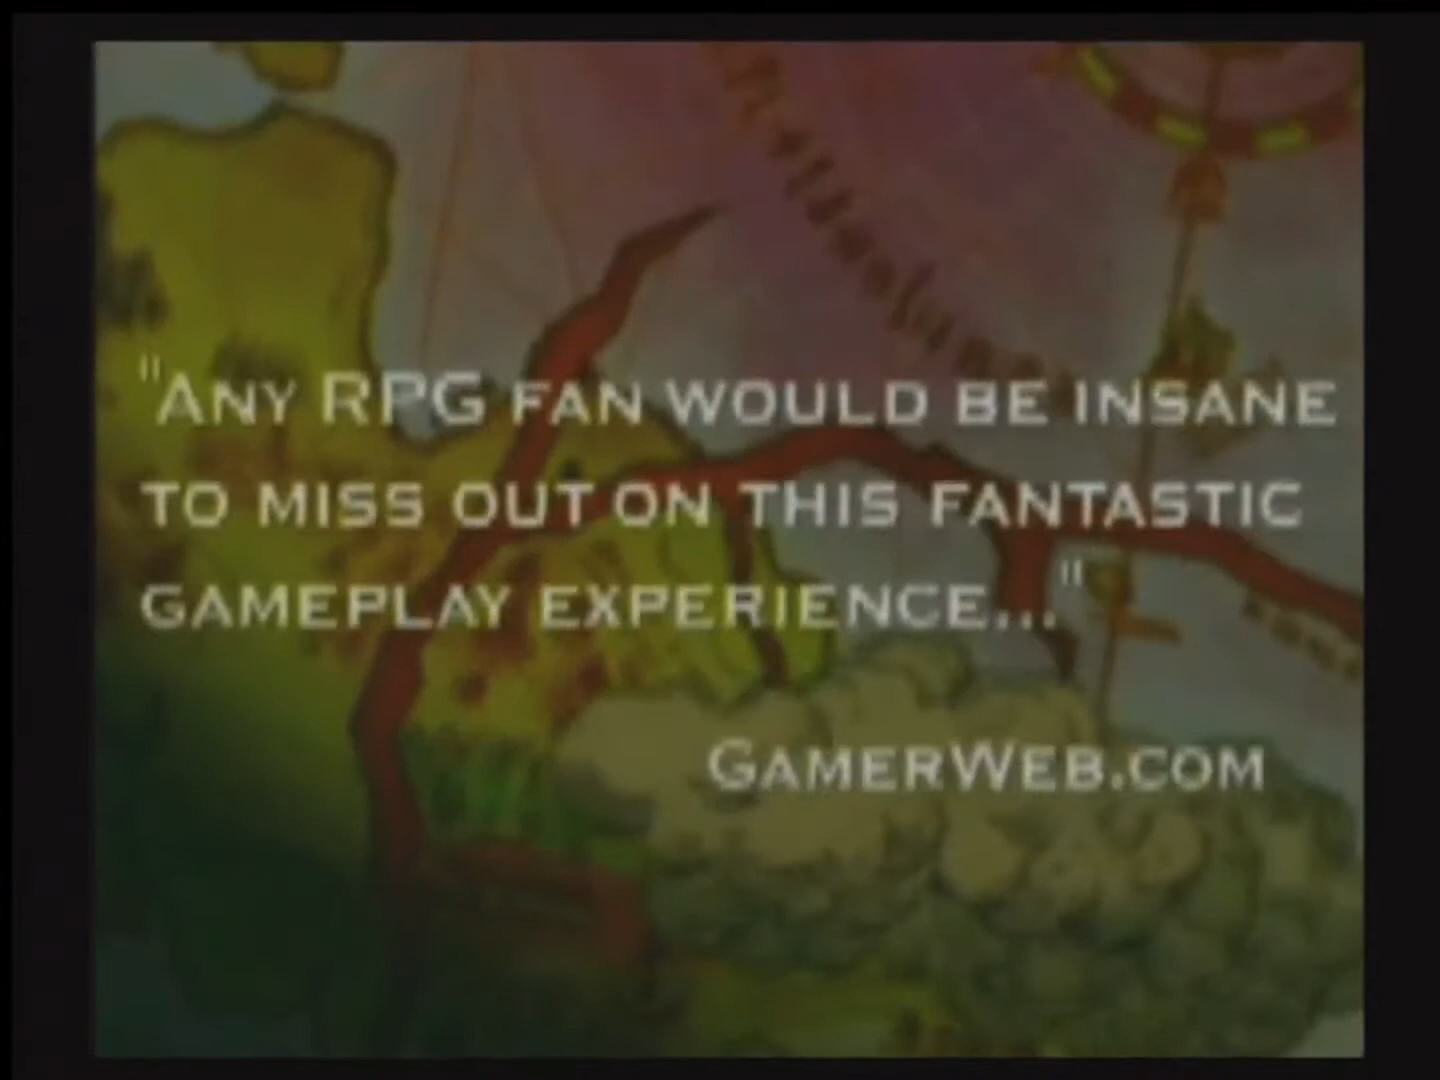 "Any RPG fan would be insane
to miss out on this fantastic
gameplay experience..."
GamerWeb.com